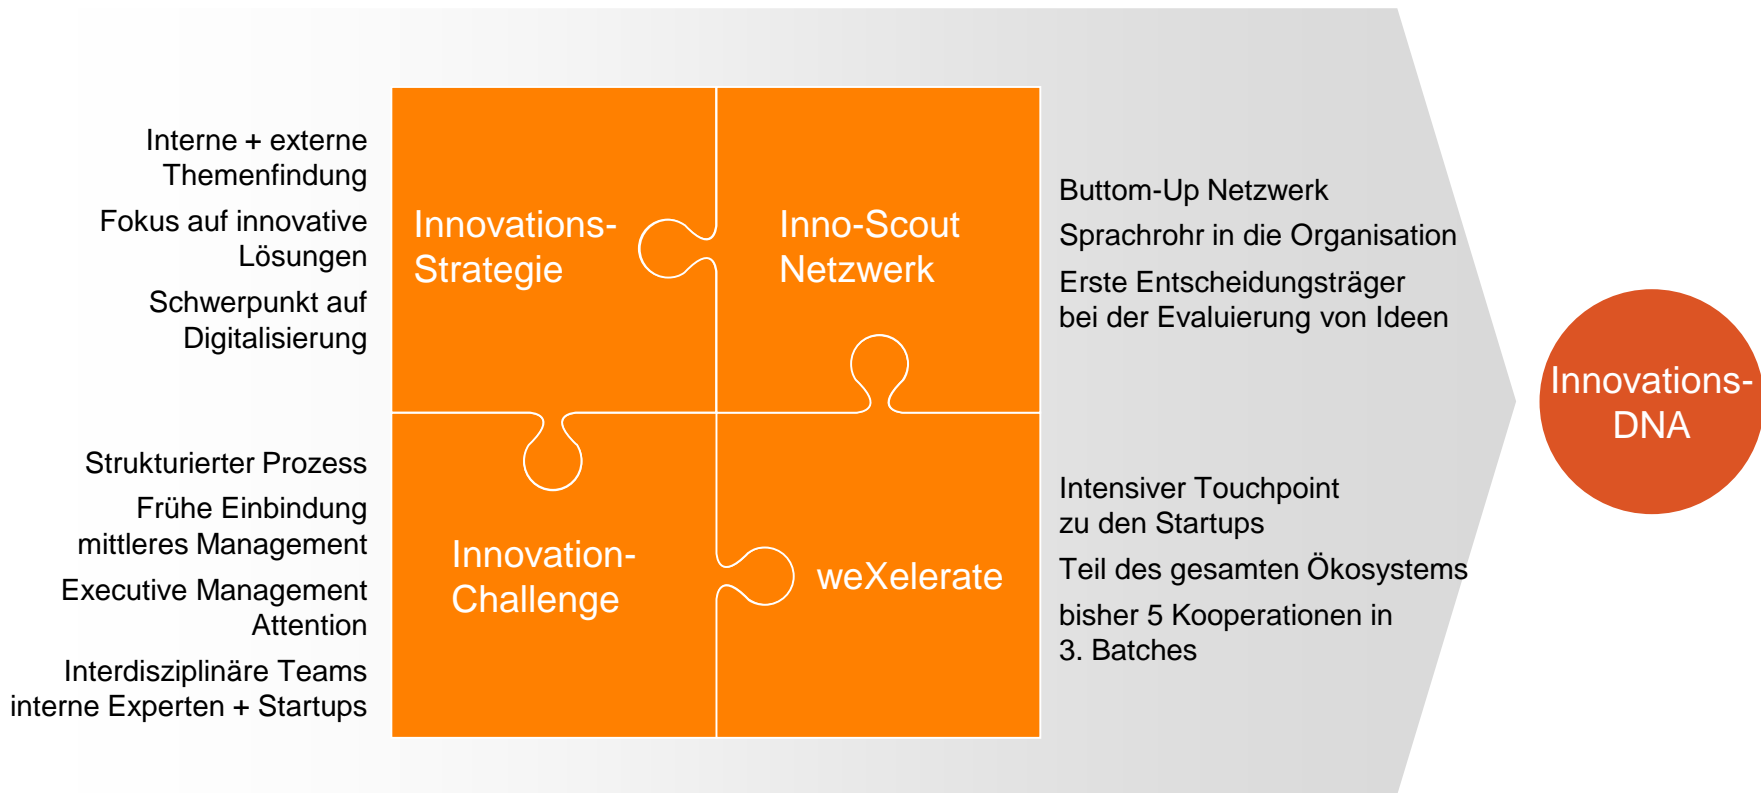 Interne + externe
Themenfindung
Fokus auf innovative
Lösungen
Schwerpunkt auf
Digitalisierung
Innovations-
Strategie
Inno-Scout
Netzwerk
Buttom-Up Netzwerk
Sprachrohr in die Organisation
Erste Entscheidungsträger
bei der Evaluierung von Ideen
Strukturierter Prozess
Frühe Einbindung
mittleres Management
Executive Management
Attention
Interdisziplinäre Teams
interne Experten + Startups
Innovation-
Challenge
weXelerate
Intensiver Touchpoint
zu den Startups
Teil des gesamten Ökosystems
bisher 5 Kooperationen in
3. Batches
Innovations-
DNA